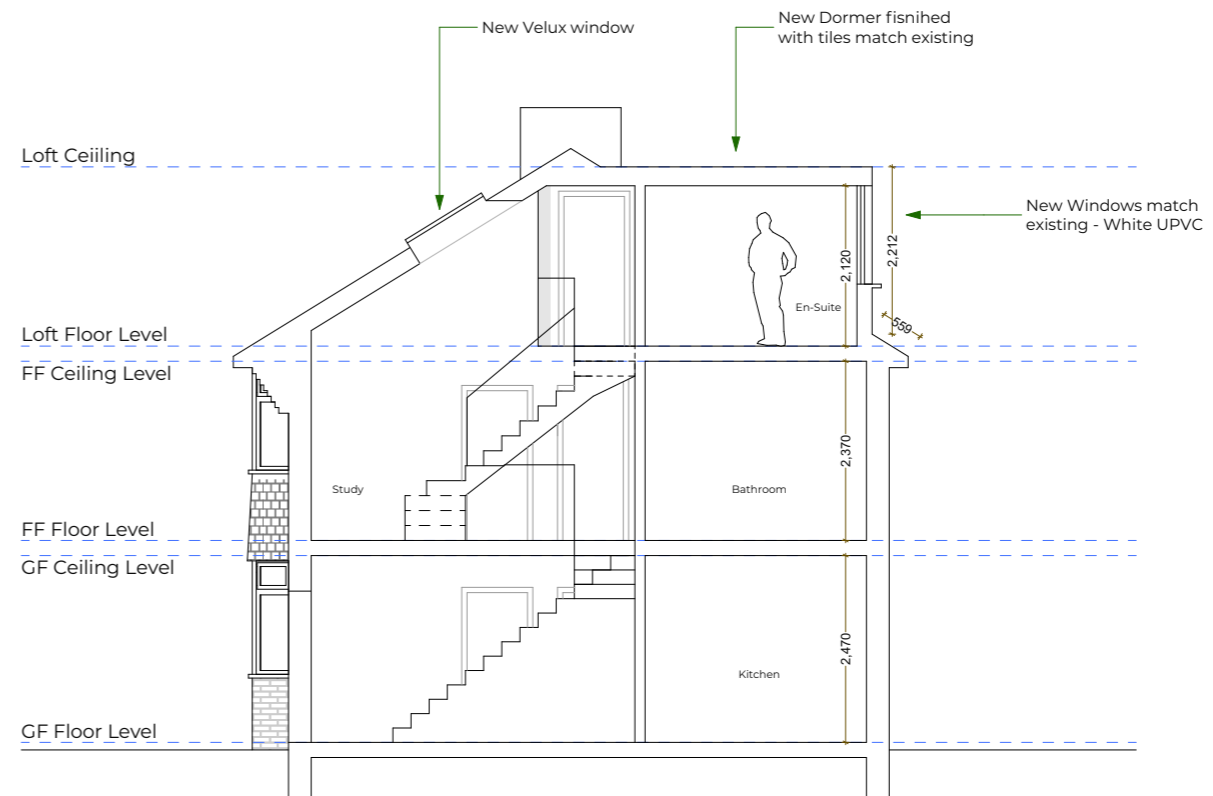 New Velux window
New Dormer fisnihed
with tiles match existing
Loft Ceiiling
New Windows match
existing - White UPVC
2,212
2,120
En-Suite
559
Loft Floor Level
FF Ceiling Level
2,370
Study
Bathroom
FF Floor Level
GF Ceiling Level
2,470
Kitchen
GF Floor Level